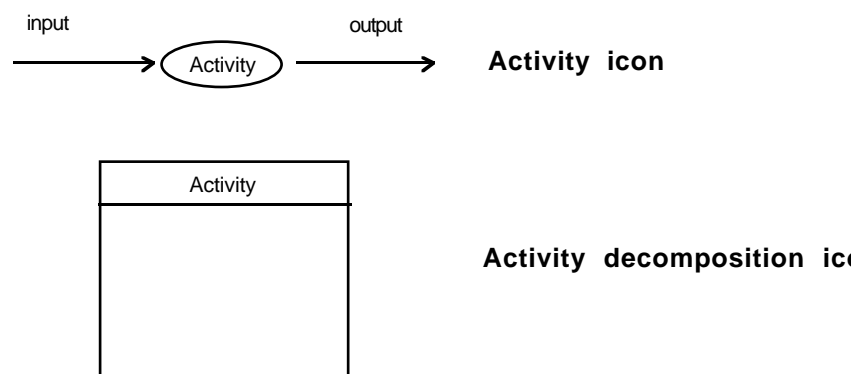 input
output
Activity
Activity icon
Activity
Activity decomposition